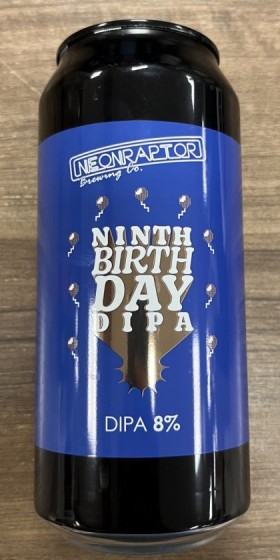 NEONRAPTOR
Brewing Co.
NINTH
BIRTH
DAY
DIPA
DIPA 8%